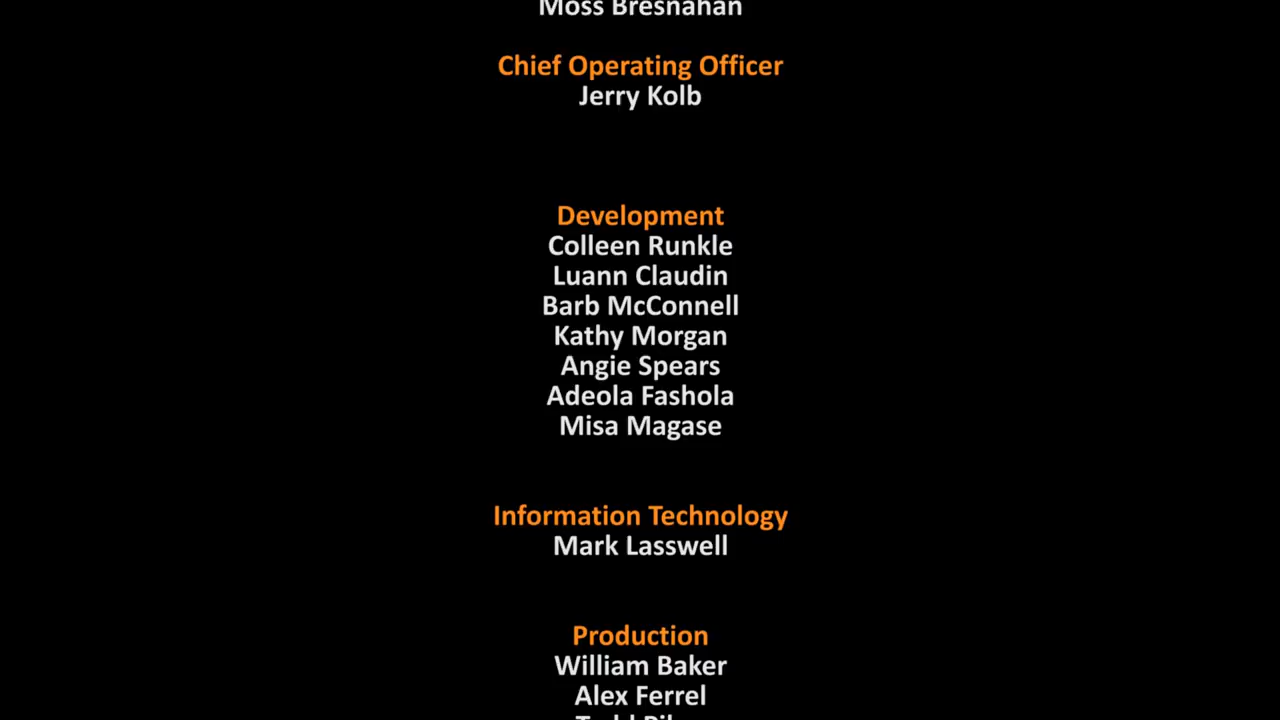 Moss Bresnahan
Chief Operating Officer
Jerry Kolb
Development
Colleen Runkle
Luann Claudin
Barb McConnell
Kathy Morgan
Angie Spears
Adeola Fashola
Misa Magase
Information Technology
Mark Lasswell
Production
William Baker
Alex Ferrel